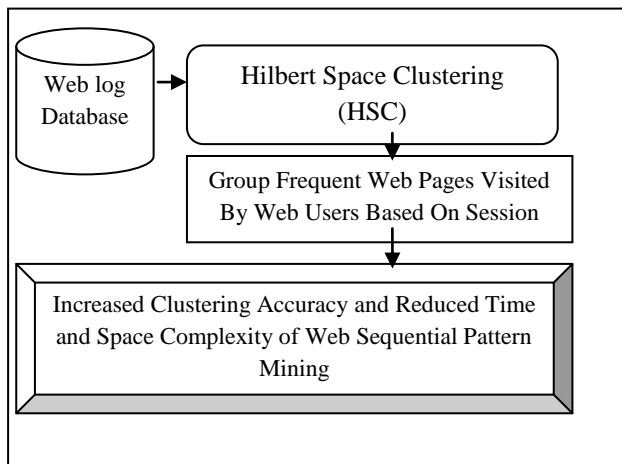 Web log
Database
Hilbert Space Clustering
(HSC)
Group Frequent Web Pages Visited
By Web Users Based On Session
Increased Clustering Accuracy and Reduced Time
and Space Complexity of Web Sequential Pattern
Mining